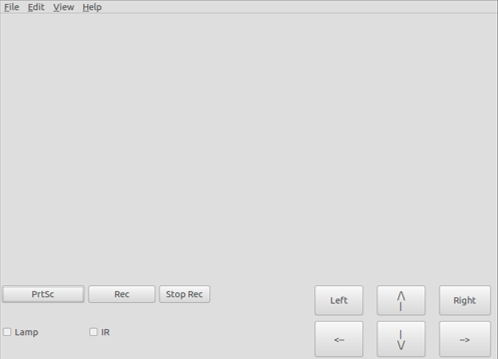 File Edit View Help
PrtSc Rec Stop Rec
Left /\ Right
|
Lamp IR
<-- | -->
\/